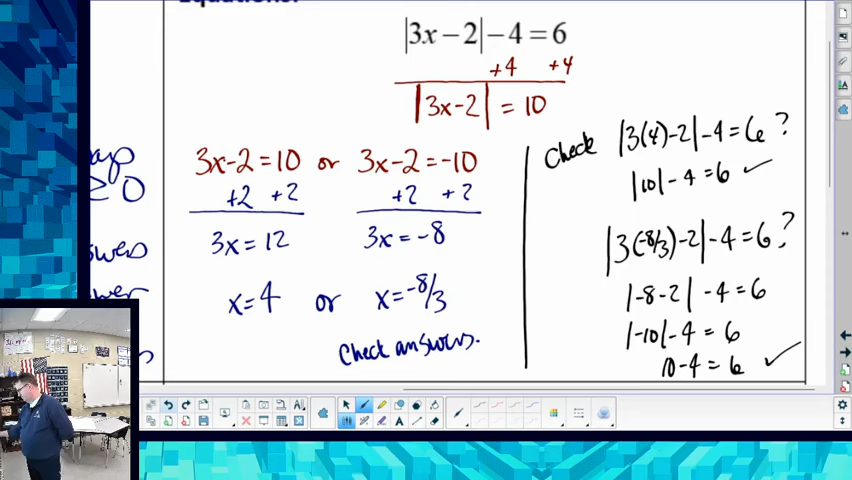 Equations:
|3x − 2| − 4 = 6
+4 +4
|3x-2| = 10
3x-2 = 10 or 3x-2 = -10
+2 +2 +2 +2
3x = 12 3x = -8
x = 4 or x = -8/3
Check answers.
Check |3(4)-2| -4 = 6 ?
|10| - 4 = 6 ✓
|3(-8/3)-2| -4 = 6 ?
|-8-2| -4 = 6
|-10| -4 = 6
10-4 = 6 ✓
≥ 0